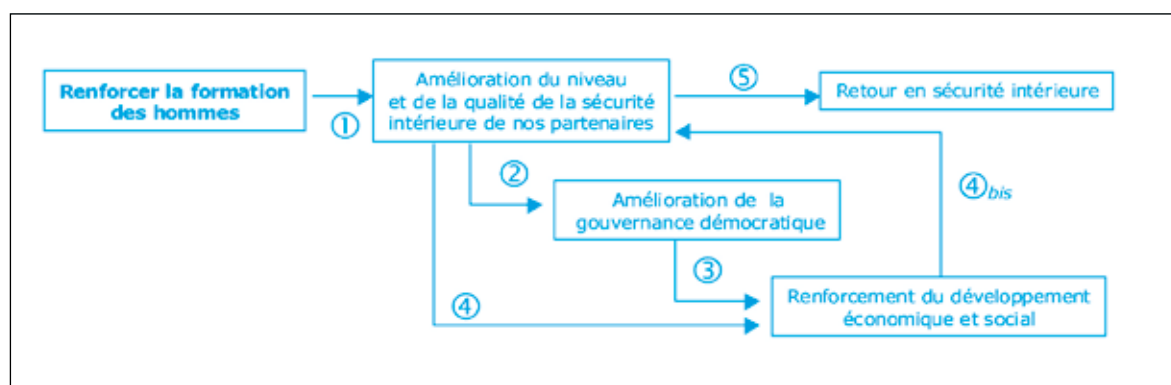 Renforcer la formation
des hommes
①
Amélioration du niveau
et de la qualité de la sécurité
intérieure de nos partenaires
⑤
Retour en sécurité intérieure
②
Amélioration de la
gouvernance démocratique
④bis
③
④
Renforcement du développement
économique et social